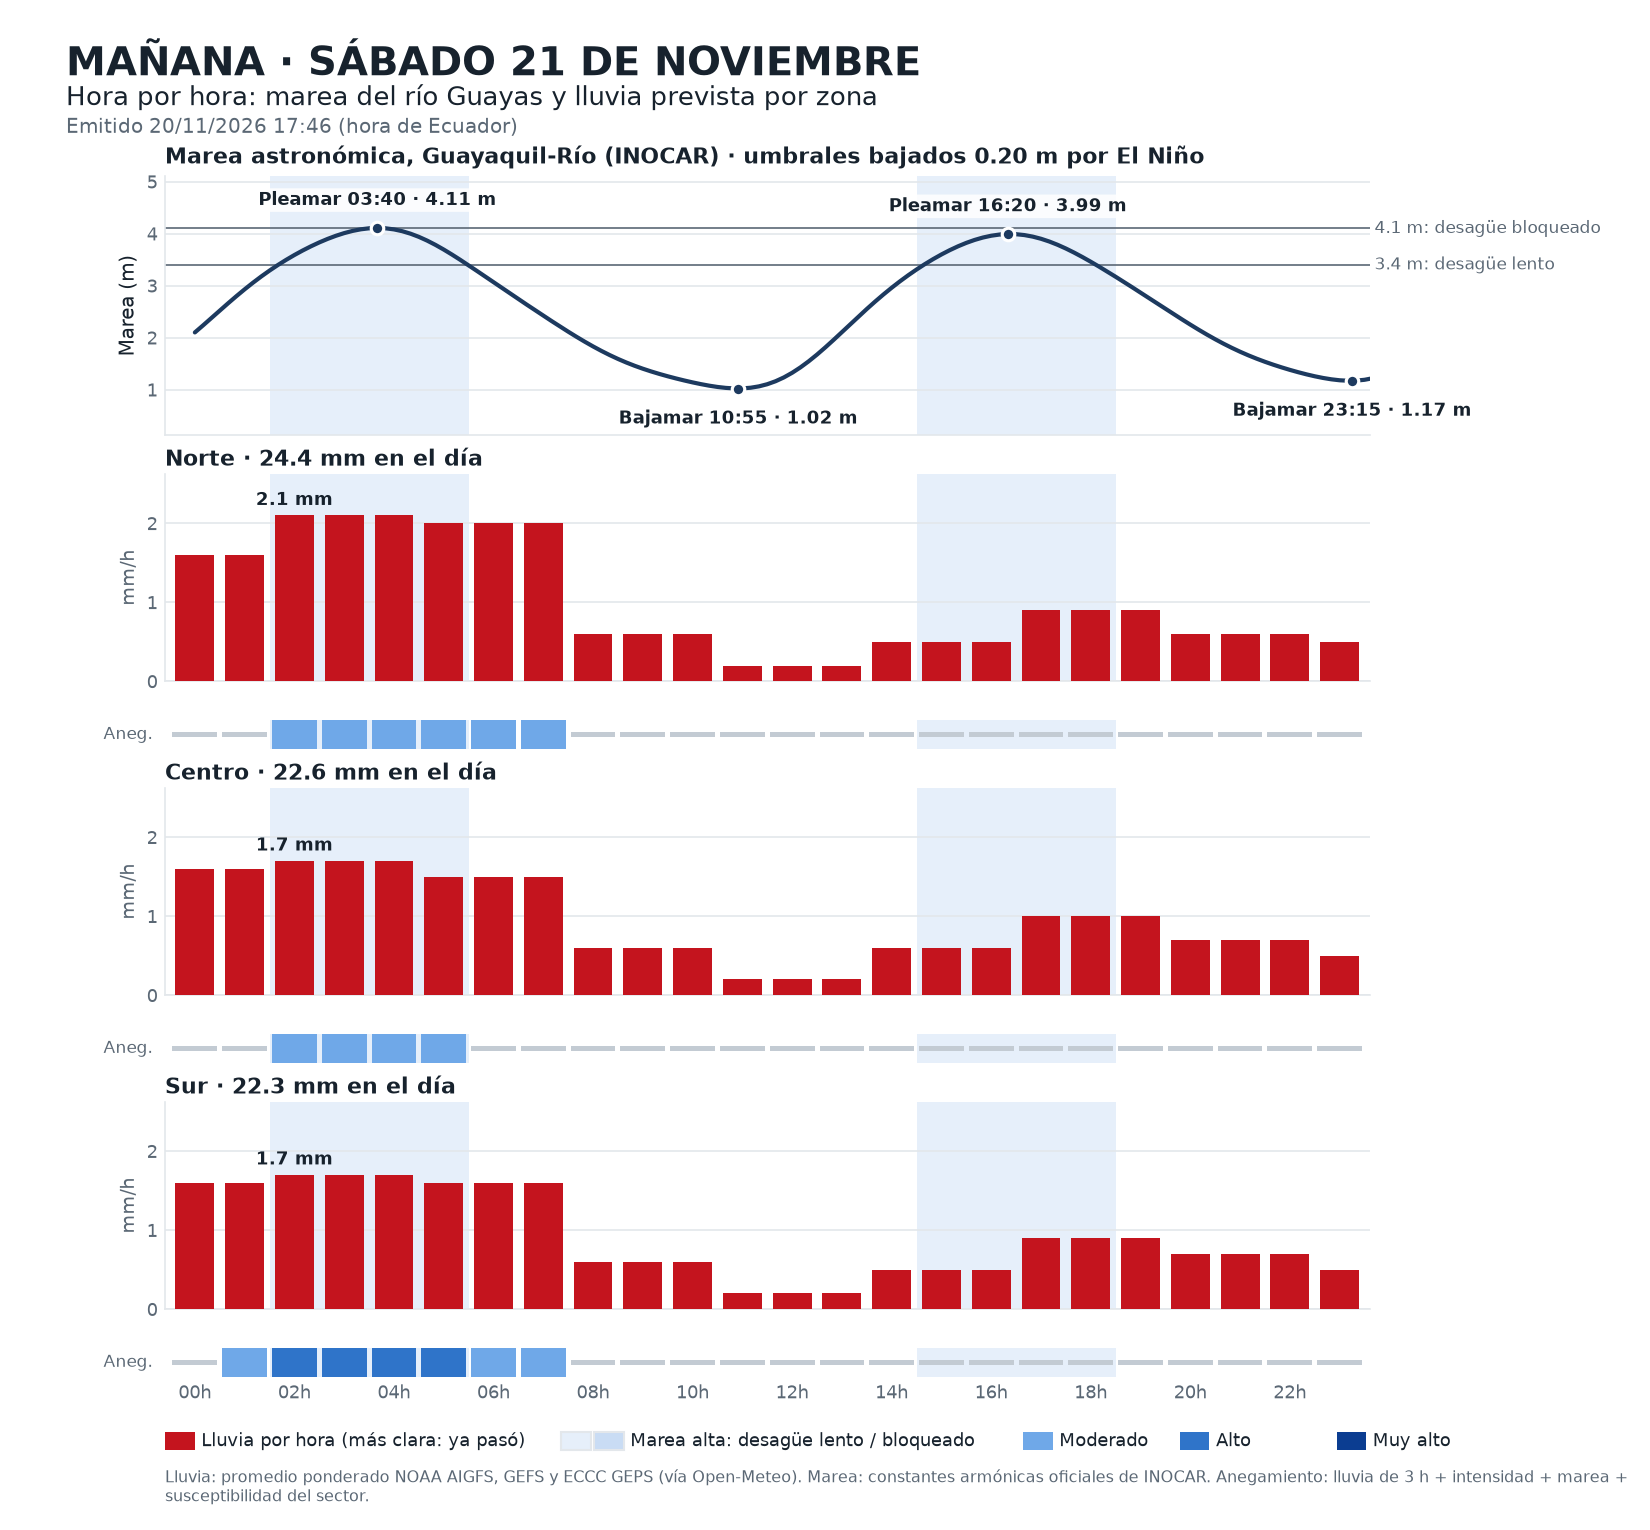 MAÑANA · SÁBADO 21 DE NOVIEMBRE
Hora por hora: marea del río Guayas y lluvia prevista por zona
Emitido 20/11/2026 17:46 (hora de Ecuador)
Marea astronómica, Guayaquil-Río (INOCAR) · umbrales bajados 0.20 m por El Niño
Marea (m)
5
4
3
2
1
Pleamar 03:40 · 4.11 m
Pleamar 16:20 · 3.99 m
4.1 m: desagüe bloqueado
3.4 m: desagüe lento
Bajamar 10:55 · 1.02 m
Bajamar 23:15 · 1.17 m
Norte · 24.4 mm en el día
2.1 mm
mm/h
2
1
0
Aneg.
Centro · 22.6 mm en el día
1.7 mm
mm/h
2
1
0
Aneg.
Sur · 22.3 mm en el día
1.7 mm
mm/h
2
1
0
Aneg.
00h 02h 04h 06h 08h 10h 12h 14h 16h 18h 20h 22h
Lluvia por hora (más clara: ya pasó) Marea alta: desagüe lento / bloqueado Moderado Alto Muy alto
Lluvia: promedio ponderado NOAA AIGFS, GEFS y ECCC GEPS (vía Open-Meteo). Marea: constantes armónicas oficiales de INOCAR. Anegamiento: lluvia de 3 h + intensidad + marea +
susceptibilidad del sector.